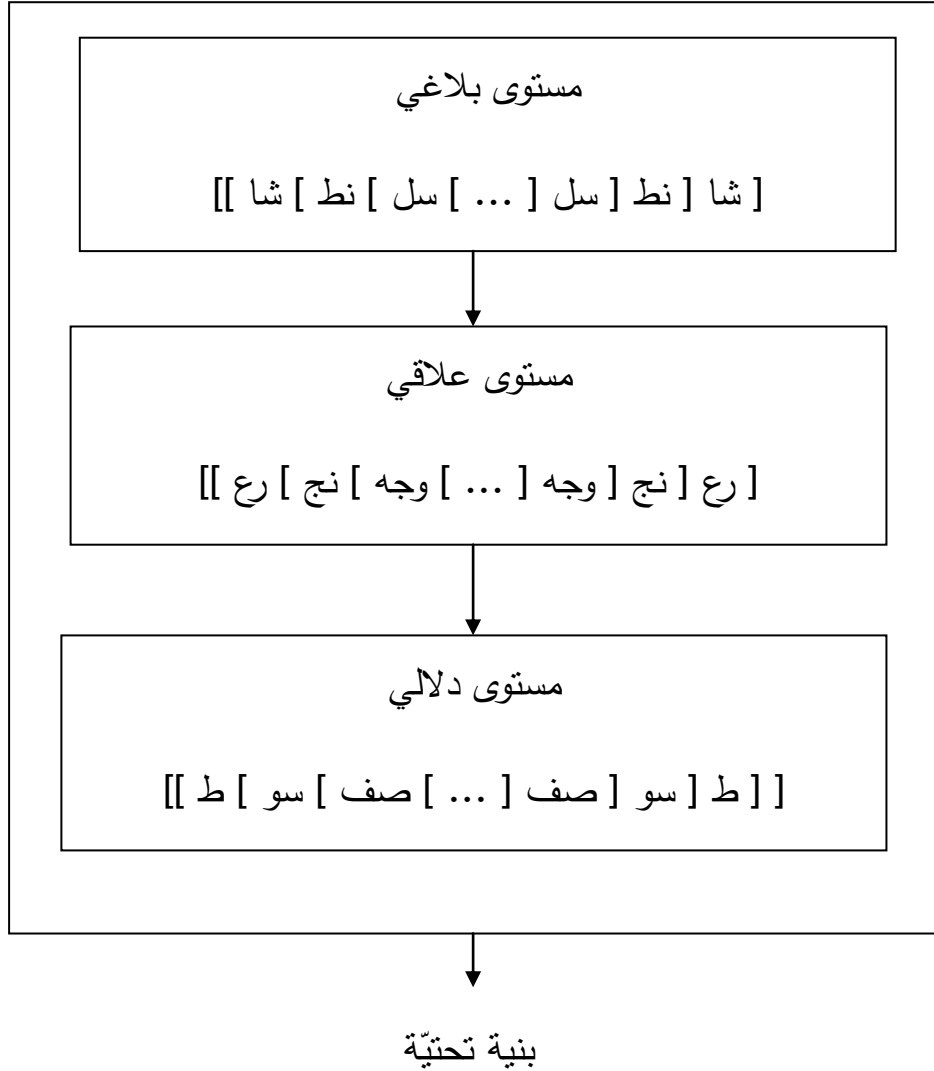 مستوى بلاغي
[ شا [ نط [ سل [ ... ] سل ] نط ] شا ]]
مستوى علاقي
[ رع [ نج [ وجه [ ... ] وجه ] نج ] رع ]]
مستوى دلالي
[ [ ط [ سو [ صف [ ... ] صف ] سو ] ط ]]
بنية تحتيّة